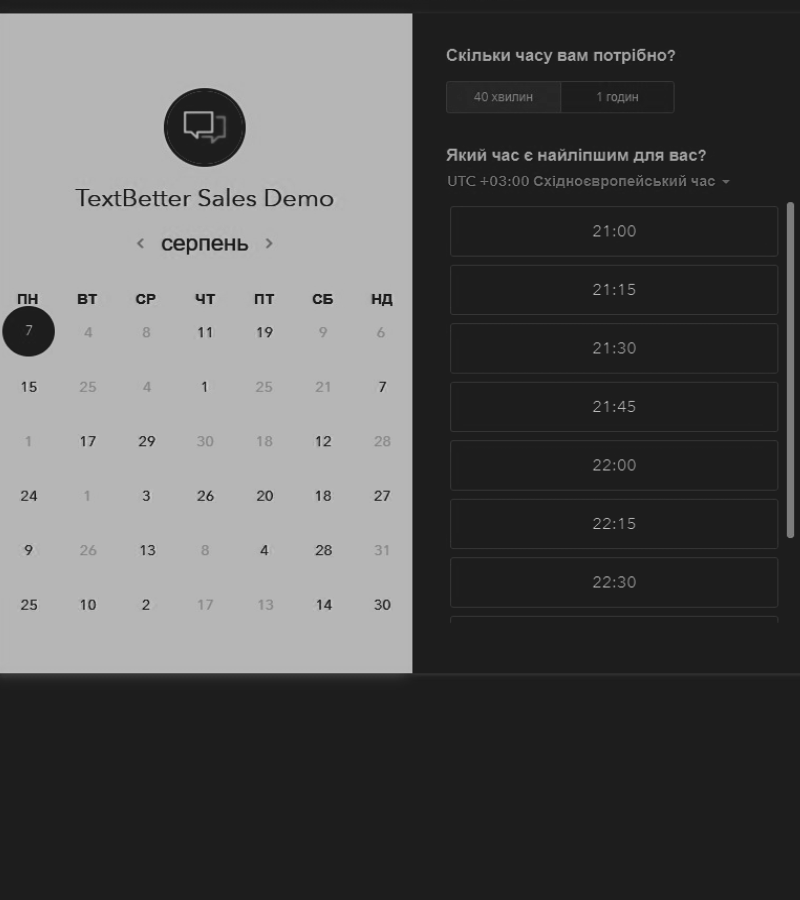 TextBetter Sales Demo
< серпень >
ПН ВТ СР ЧТ ПТ СБ НД
7 4 8 11 19 9 6
15 25 4 1 25 21 7
1 17 29 30 18 12 28
24 1 3 26 20 18 27
9 26 13 8 4 28 31
25 10 2 17 13 14 30
Скільки часу вам потрібно?
40 хвилин 1 годин
Який час є найліпшим для вас?
UTC +03:00 Східноєвропейський час
21:00
21:15
21:30
21:45
22:00
22:15
22:30